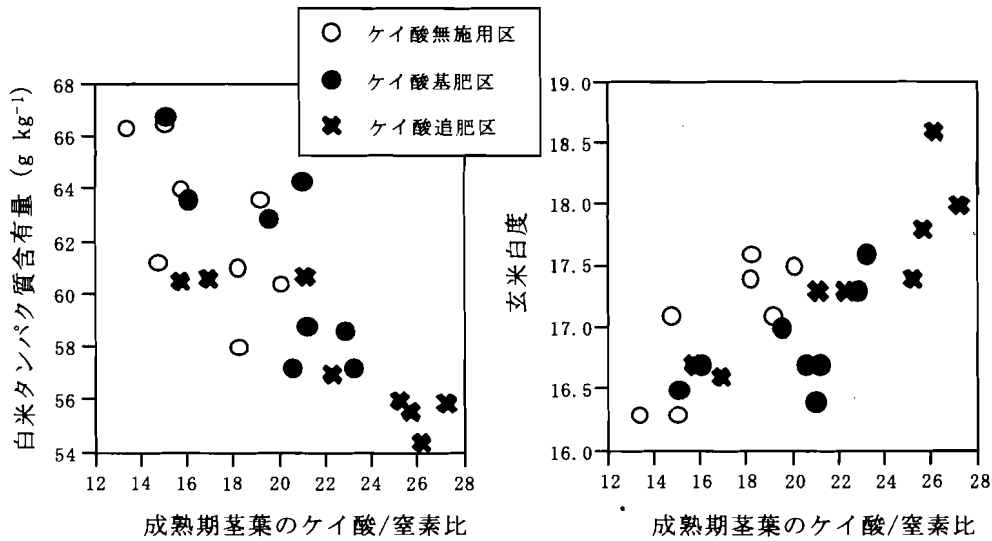 ケイ酸無施用区
ケイ酸基肥区
ケイ酸追肥区
白米タンパク質含有量 (g kg⁻¹)
68
66
64
62
60
58
56
54
12 14 16 18 20 22 24 26 28
成熟期茎葉のケイ酸/窒素比
玄米白度
19.0
18.5
18.0
17.5
17.0
16.5
16.0
12 14 16 18 20 22 24 26 28
成熟期茎葉のケイ酸/窒素比